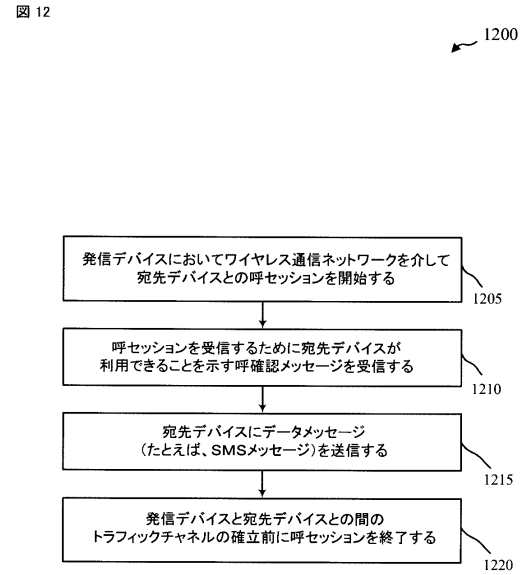 図 12
1200
発信デバイスにおいてワイヤレス通信ネットワークを介して
宛先デバイスとの呼セッションを開始する
1205
呼セッションを受信するために宛先デバイスが
利用できることを示す呼確認メッセージを受信する
1210
宛先デバイスにデータメッセージ
(たとえば、SMSメッセージ)を送信する
1215
発信デバイスと宛先デバイスとの間の
トラフィックチャネルの確立前に呼セッションを終了する
1220